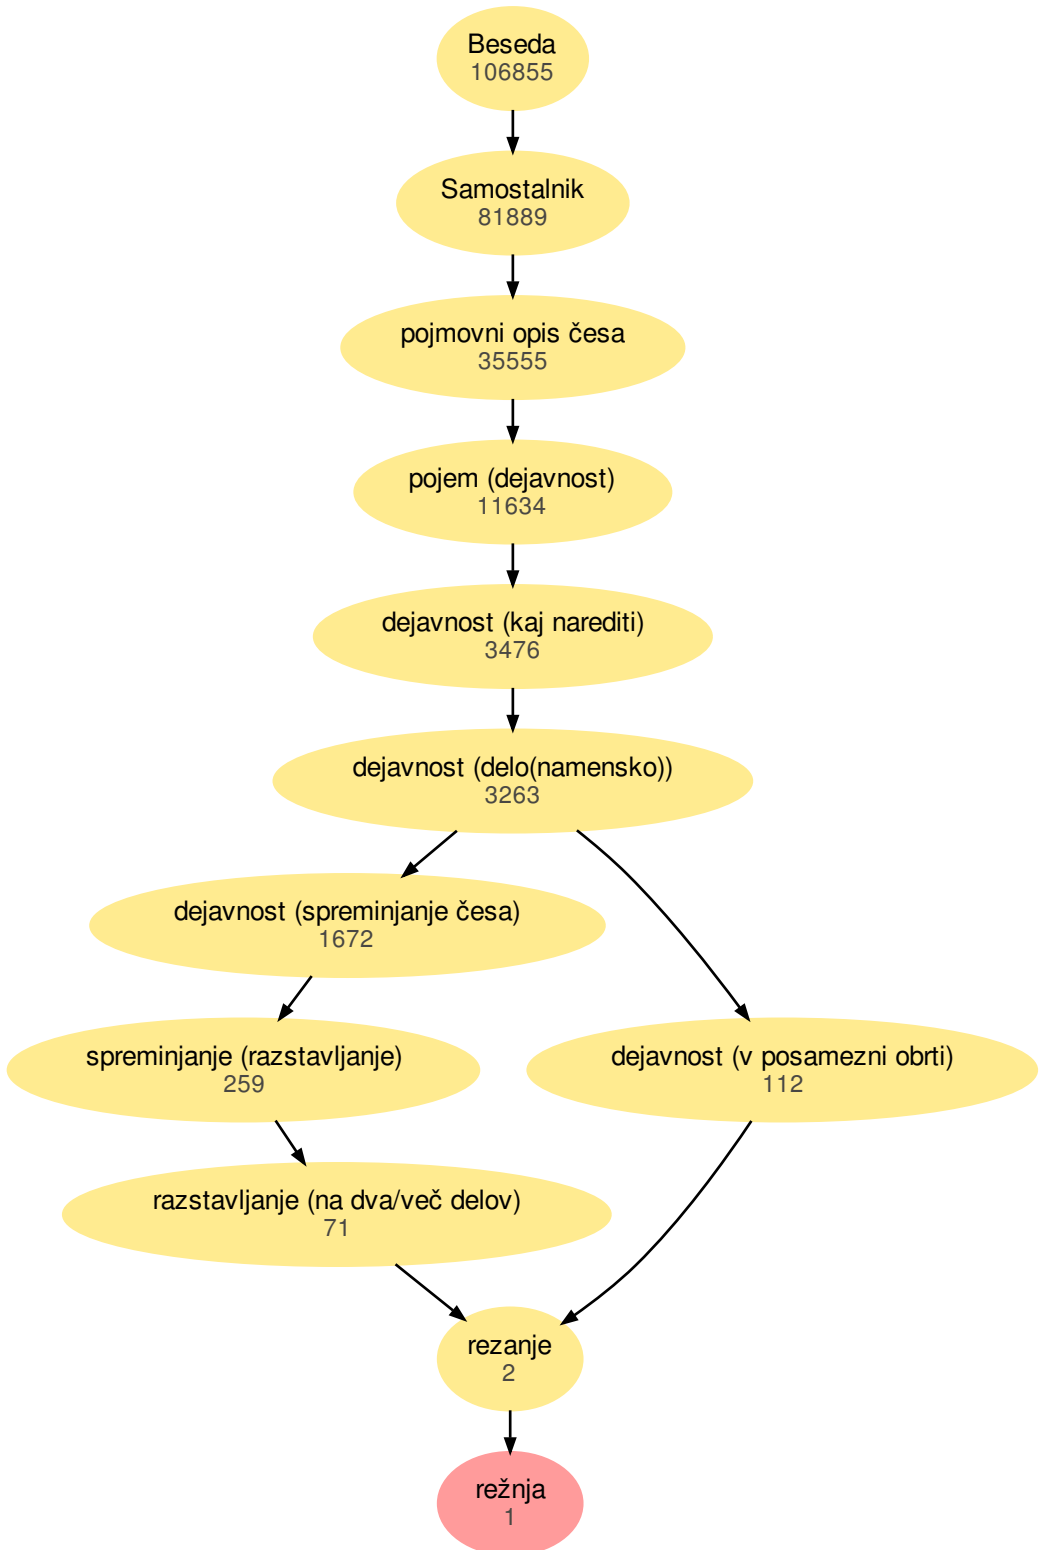 Beseda
106855
Samostalnik
81889
pojmovni opis česa
35555
pojem (dejavnost)
11634
dejavnost (kaj narediti)
3476
dejavnost (delo(namensko))
3263
dejavnost (spreminjanje česa)
1672
spreminjanje (razstavljanje)
259
dejavnost (v posamezni obrti)
112
razstavljanje (na dva/več delov)
71
rezanje
2
režnja
1